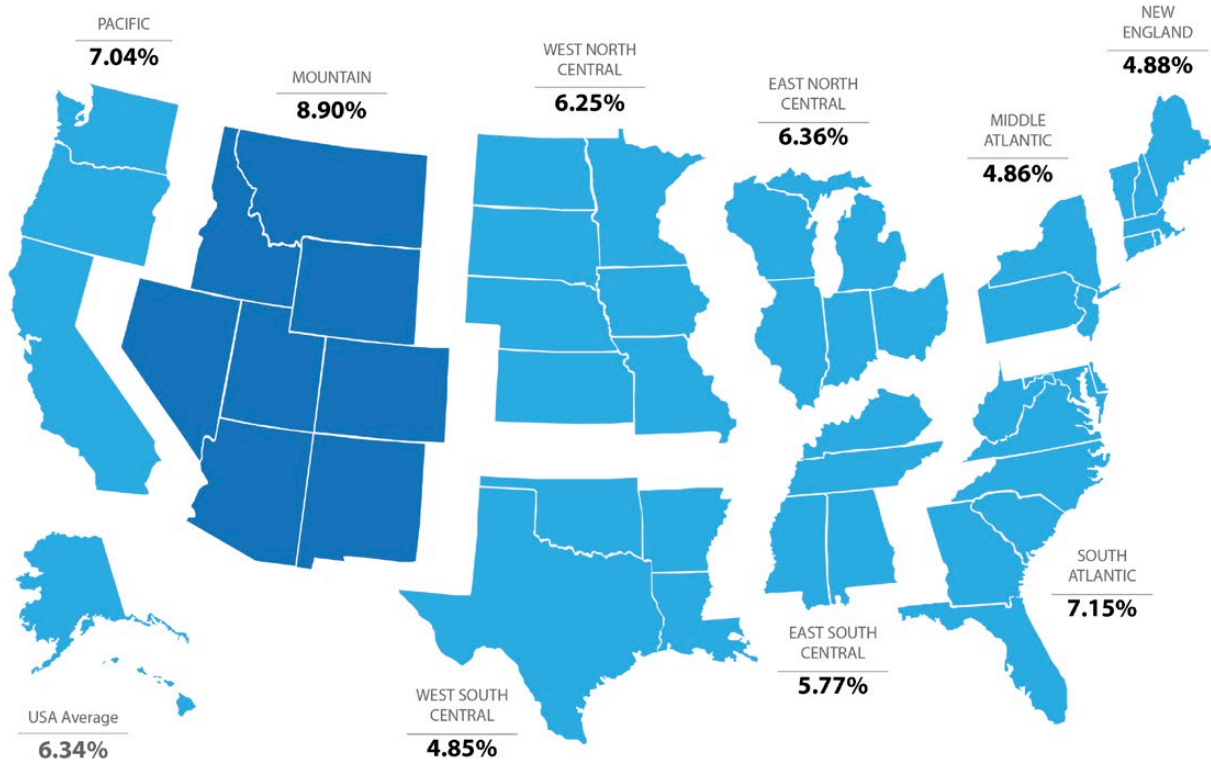 PACIFIC
7.04%
MOUNTAIN
8.90%
WEST NORTH
CENTRAL
6.25%
EAST NORTH
CENTRAL
6.36%
MIDDLE
ATLANTIC
4.86%
NEW
ENGLAND
4.88%
SOUTH
ATLANTIC
7.15%
EAST SOUTH
CENTRAL
5.77%
WEST SOUTH
CENTRAL
4.85%
USA Average
6.34%